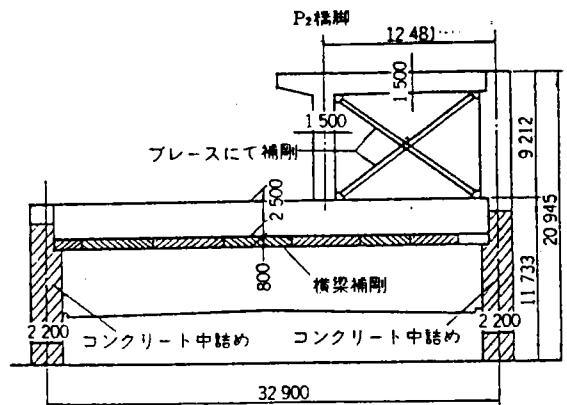 P₂橋脚
12 481
1 500
1 500
9 212
ブレースにて補剛
2 500
20 945
800
横梁補剛
11 733
2 200
コンクリート中詰め
コンクリート中詰め
2 200
32 900